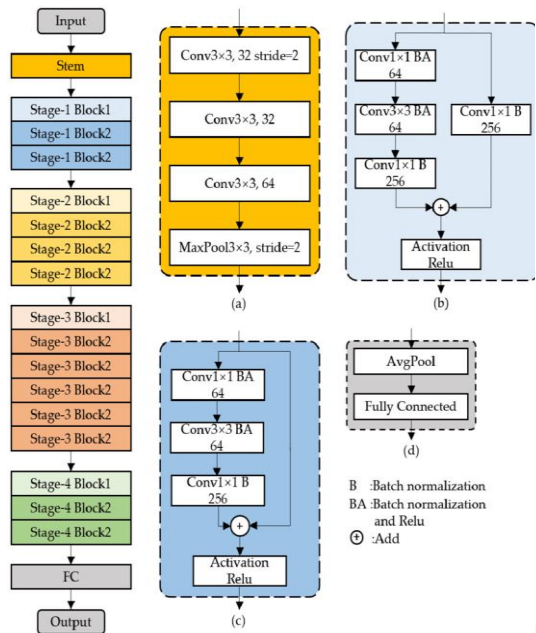 Input
Stem
Stage-1 Block1
Stage-1 Block2
Stage-1 Block2
Stage-2 Block1
Stage-2 Block2
Stage-2 Block2
Stage-2 Block2
Stage-3 Block1
Stage-3 Block2
Stage-3 Block2
Stage-3 Block2
Stage-3 Block2
Stage-3 Block2
Stage-4 Block1
Stage-4 Block2
Stage-4 Block2
FC
Output
Conv3×3, 32 stride=2
Conv3×3, 32
Conv3×3, 64
MaxPool3×3, stride=2
(a)
Conv1×1 BA
64
Conv3×3 BA
64
Conv1×1 B
256
Conv1×1 B
256
+
Activation
Relu
(b)
Conv1×1 BA
64
Conv3×3 BA
64
Conv1×1 B
256
+
Activation
Relu
(c)
AvgPool
Fully Connected
(d)
B :Batch normalization
BA :Batch normalization
and Relu
+ :Add